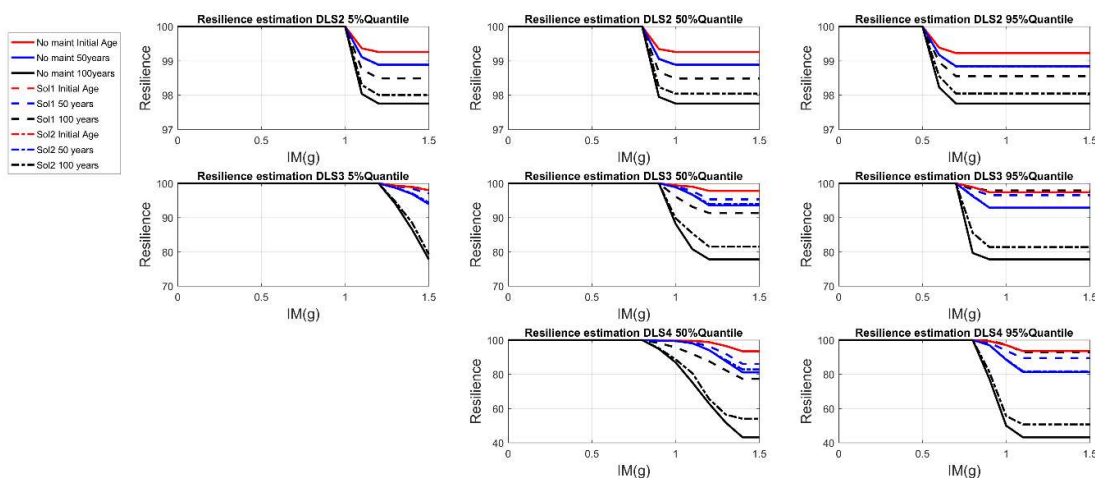 No maint Initial Age
No maint 50years
No maint 100years
Sol1 Initial Age
Sol1 50 years
Sol1 100 years
Sol2 Initial Age
Sol2 50 years
Sol2 100 years
Resilience estimation DLS2 5%Quantile
Resilience
100
99
98
97
0 0.5 1 1.5
IM(g)
Resilience estimation DLS2 50%Quantile
Resilience
100
99
98
97
0 0.5 1 1.5
IM(g)
Resilience estimation DLS2 95%Quantile
Resilience
100
99
98
97
0 0.5 1 1.5
IM(g)
Resilience estimation DLS3 5%Quantile
Resilience
100
90
80
70
0 0.5 1 1.5
IM(g)
Resilience estimation DLS3 50%Quantile
Resilience
100
90
80
70
0 0.5 1 1.5
IM(g)
Resilience estimation DLS3 95%Quantile
Resilience
100
90
80
70
0 0.5 1 1.5
IM(g)
Resilience estimation DLS4 50%Quantile
Resilience
100
80
60
40
0 0.5 1 1.5
IM(g)
Resilience estimation DLS4 95%Quantile
Resilience
100
80
60
40
0 0.5 1 1.5
IM(g)